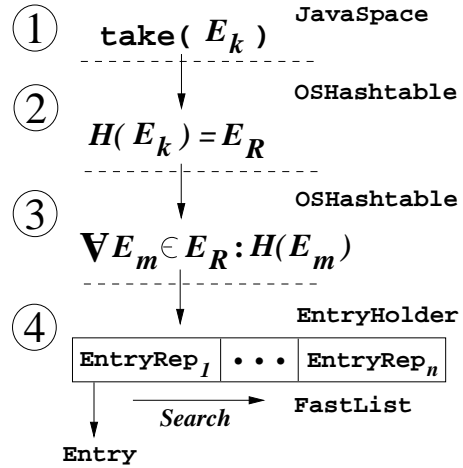 ① take( E_k ) JavaSpace
OSHashtable
② H( E_k ) = E_R
OSHashtable
③ ∀E_m ∈ E_R : H(E_m)
④ EntryHolder
EntryRep_1 • • • EntryRep_n
Search FastList
Entry